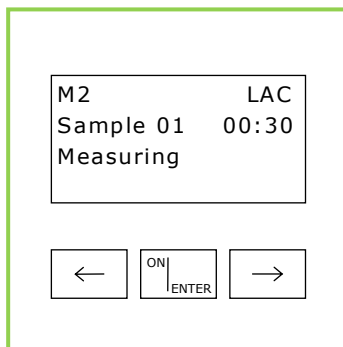 M2 LAC
Sample 01 00:30
Measuring
← ON ENTER →